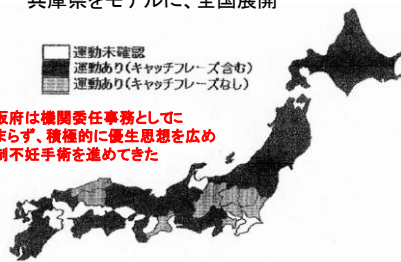 兵庫県をモデルに、全国展開
運動未確認
運動あり(キャッチフレーズ含む)
運動あり(キャッチフレーズなし)
阪府は機関委任事務としてに
まらず、積極的に優生思想を広め
制不妊手術を進めてきた